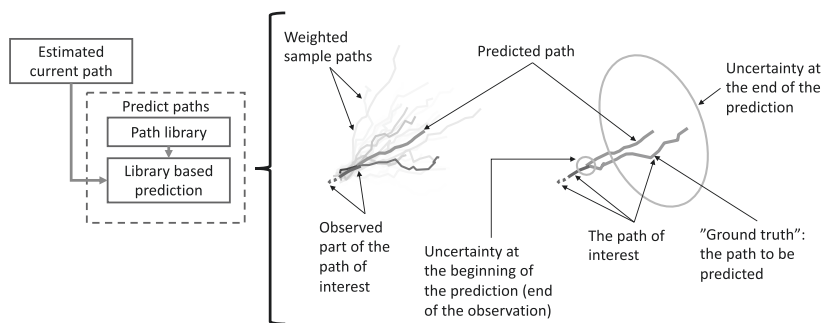 Estimated
current path
Predict paths
Path library
Library based
prediction
Weighted
sample paths
Observed
part of the
path of
interest
Predicted path
Uncertainty at
the end of the
prediction
Uncertainty at
the beginning of
the prediction (end
of the observation)
The path of
interest
”Ground truth”:
the path to be
predicted